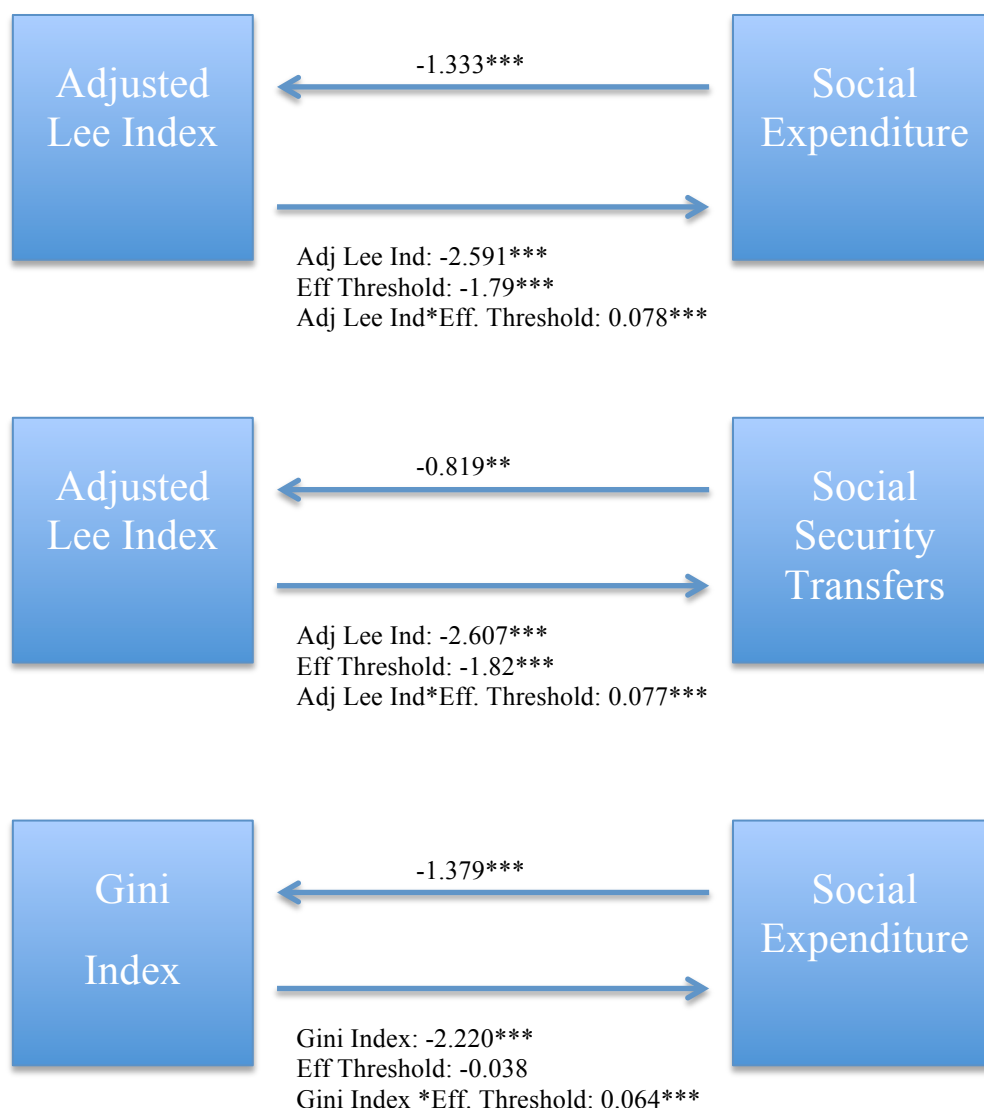 Adjusted
Lee Index
-1.333***
Social
Expenditure
Adj Lee Ind: -2.591***
Eff Threshold: -1.79***
Adj Lee Ind*Eff. Threshold: 0.078***
Adjusted
Lee Index
-0.819**
Social
Security
Transfers
Adj Lee Ind: -2.607***
Eff Threshold: -1.82***
Adj Lee Ind*Eff. Threshold: 0.077***
Gini
Index
-1.379***
Social
Expenditure
Gini Index: -2.220***
Eff Threshold: -0.038
Gini Index *Eff. Threshold: 0.064***